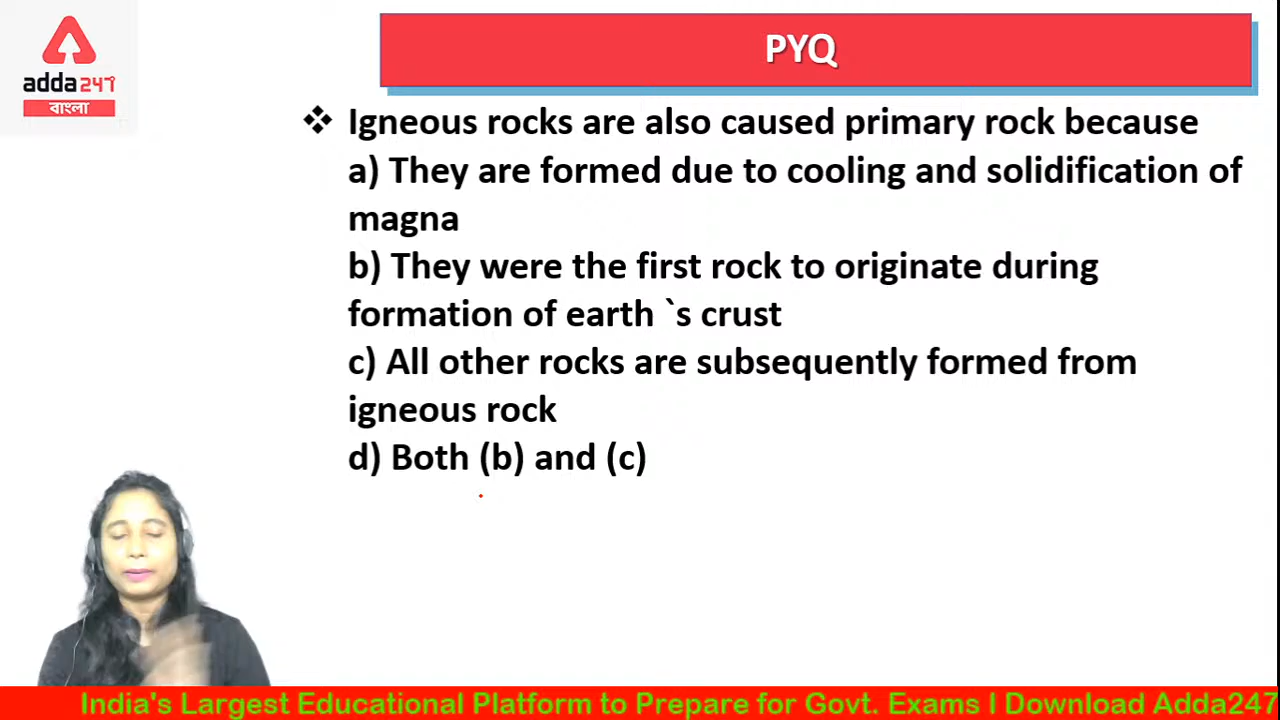 adda247
বাংলা
PYQ
❖ Igneous rocks are also caused primary rock because
a) They are formed due to cooling and solidification of
magna
b) They were the first rock to originate during
formation of earth `s crust
c) All other rocks are subsequently formed from
igneous rock
d) Both (b) and (c)
India's Largest Educational Platform to Prepare for Govt. Exams I Download Adda247